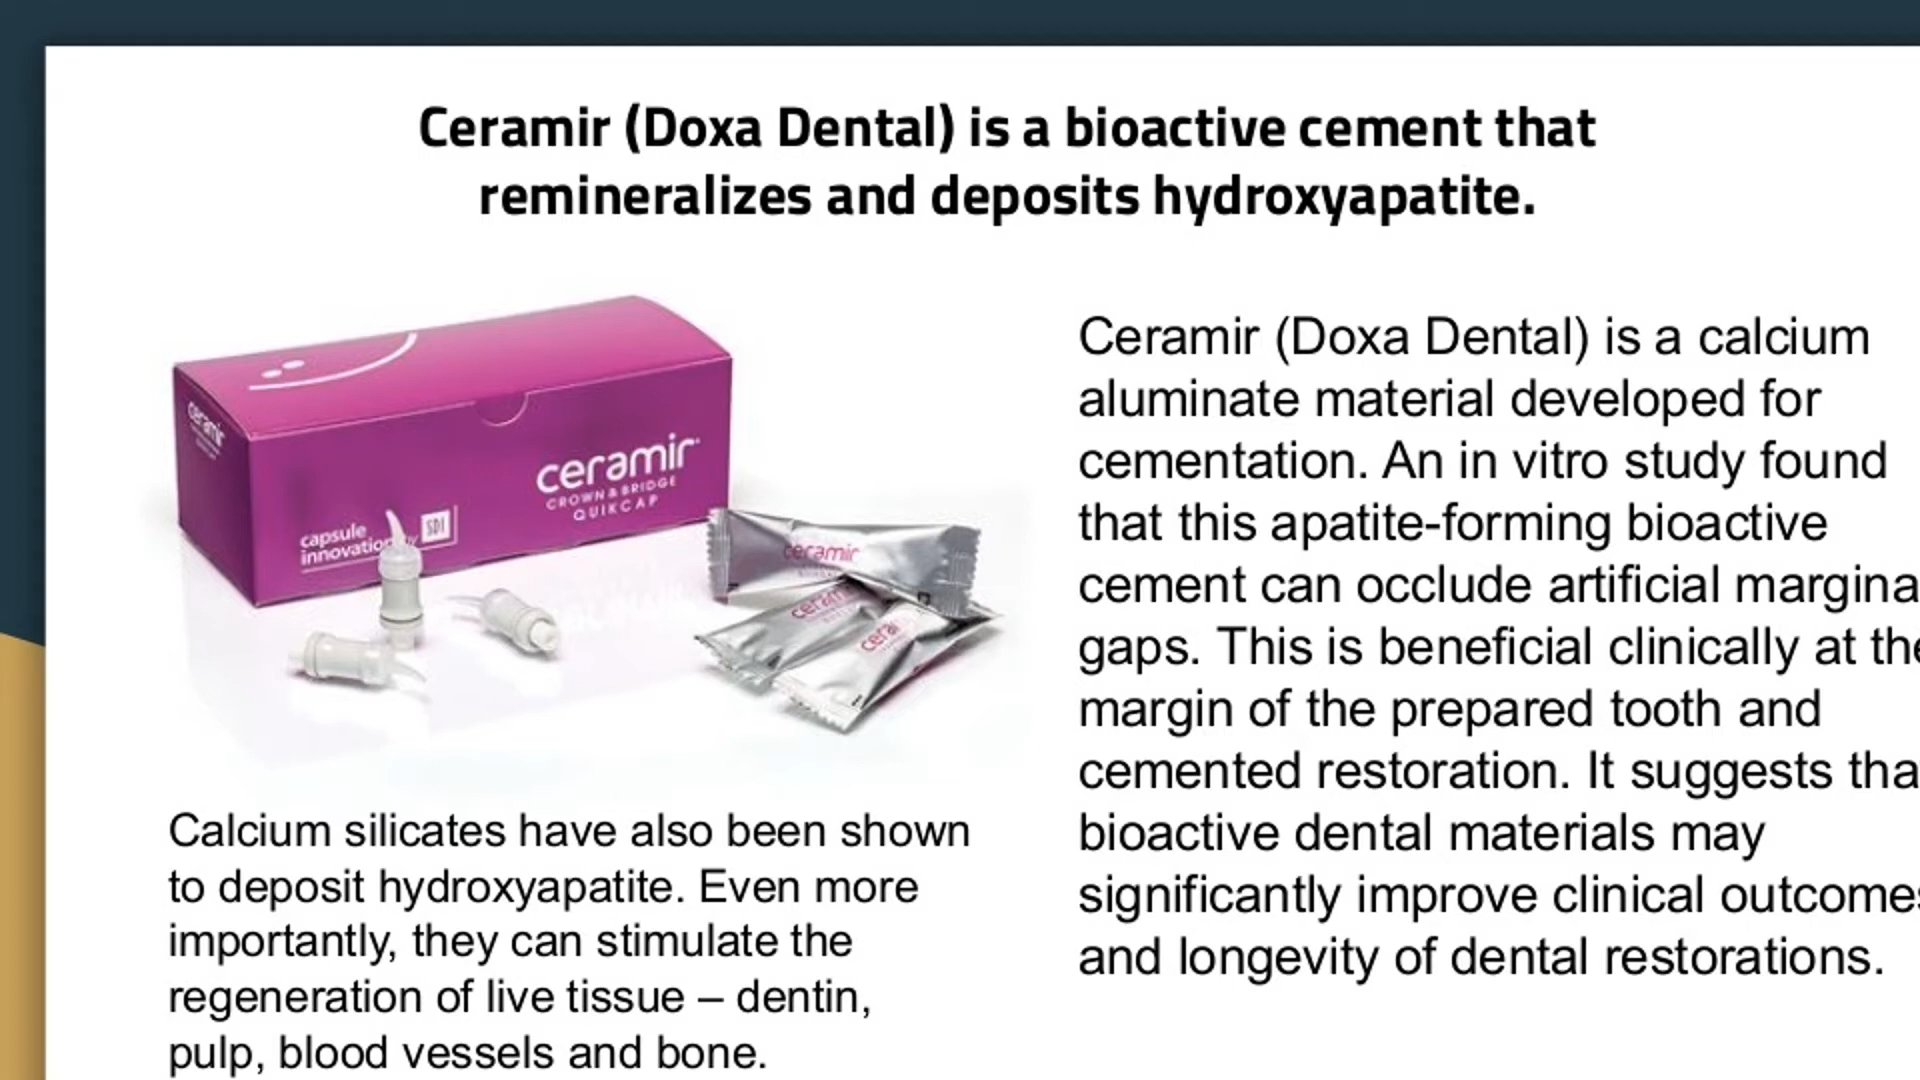 Ceramir (Doxa Dental) is a bioactive cement that
remineralizes and deposits hydroxyapatite.
ceramir
ceramir
CROWN & BRIDGE
QUIKCAP
capsule
innovation by SDI
ceramir
ceramir
Calcium silicates have also been shown
to deposit hydroxyapatite. Even more
importantly, they can stimulate the
regeneration of live tissue – dentin,
pulp, blood vessels and bone.
Ceramir (Doxa Dental) is a calcium
aluminate material developed for
cementation. An in vitro study found
that this apatite-forming bioactive
cement can occlude artificial margina
gaps. This is beneficial clinically at the
margin of the prepared tooth and
cemented restoration. It suggests tha
bioactive dental materials may
significantly improve clinical outcomes
and longevity of dental restorations.